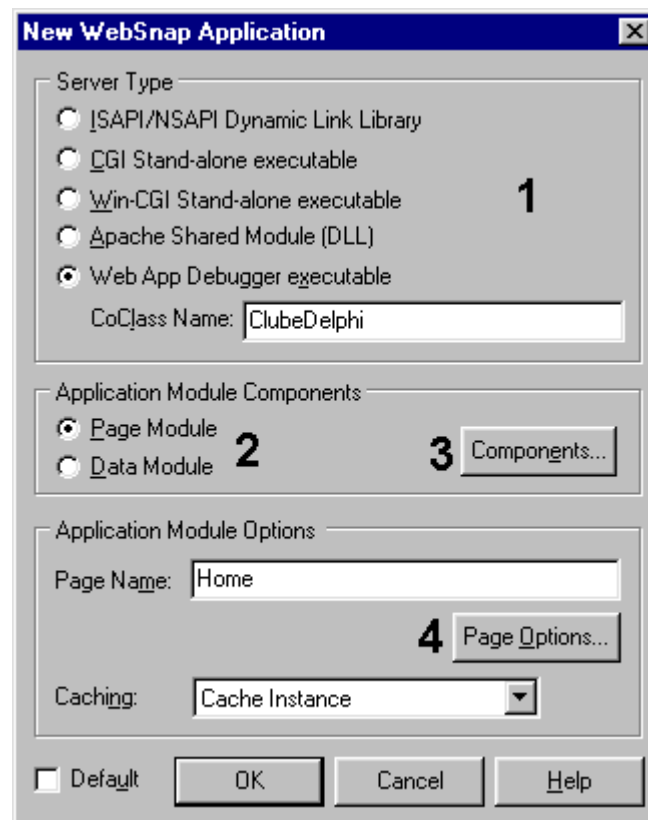 New WebSnap Application
Server Type
ISAPI/NSAPI Dynamic Link Library
CGI Stand-alone executable
Win-CGI Stand-alone executable
1
Apache Shared Module (DLL)
Web App Debugger executable
CoClass Name: ClubeDelphi
Application Module Components
Page Module
2
3 Components...
Data Module
Application Module Options
Page Name: Home
4 Page Options...
Caching: Cache Instance
Default OK Cancel Help